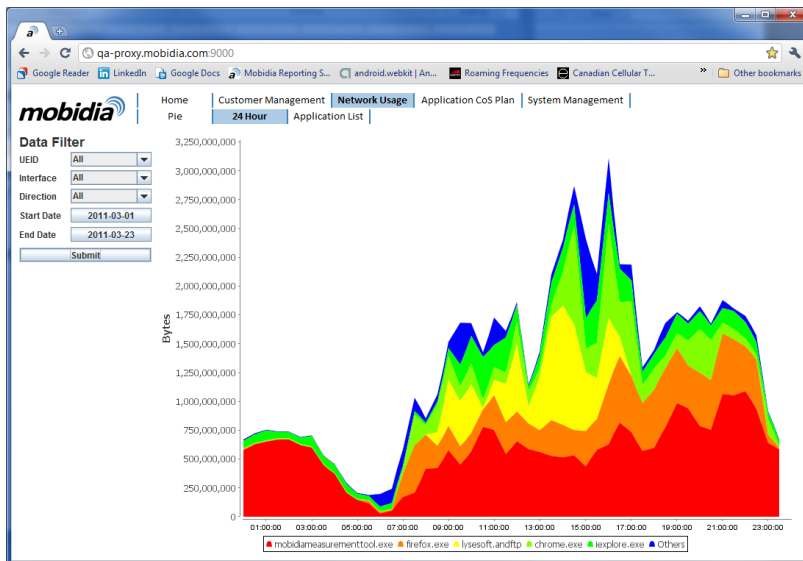 a
qa-proxy.mobidia.com:9000
Google Reader LinkedIn Google Docs Mobidia Reporting S... android.webkit | An... Roaming Frequencies Canadian Cellular T... » Other bookmarks
mobidia
Home Customer Management Network Usage Application CoS Plan System Management
Pie 24 Hour Application List
Data Filter
UEID All
Interface All
Direction All
Start Date 2011-03-01
End Date 2011-03-23
Submit
Bytes
3,250,000,000
3,000,000,000
2,750,000,000
2,500,000,000
2,250,000,000
2,000,000,000
1,750,000,000
1,500,000,000
1,250,000,000
1,000,000,000
750,000,000
500,000,000
250,000,000
0
01:00:00 03:00:00 05:00:00 07:00:00 09:00:00 11:00:00 13:00:00 15:00:00 17:00:00 19:00:00 21:00:00 23:00:00
mobidiameasurementtool.exe firefox.exe lysesoft.andftp chrome.exe iexplore.exe Others